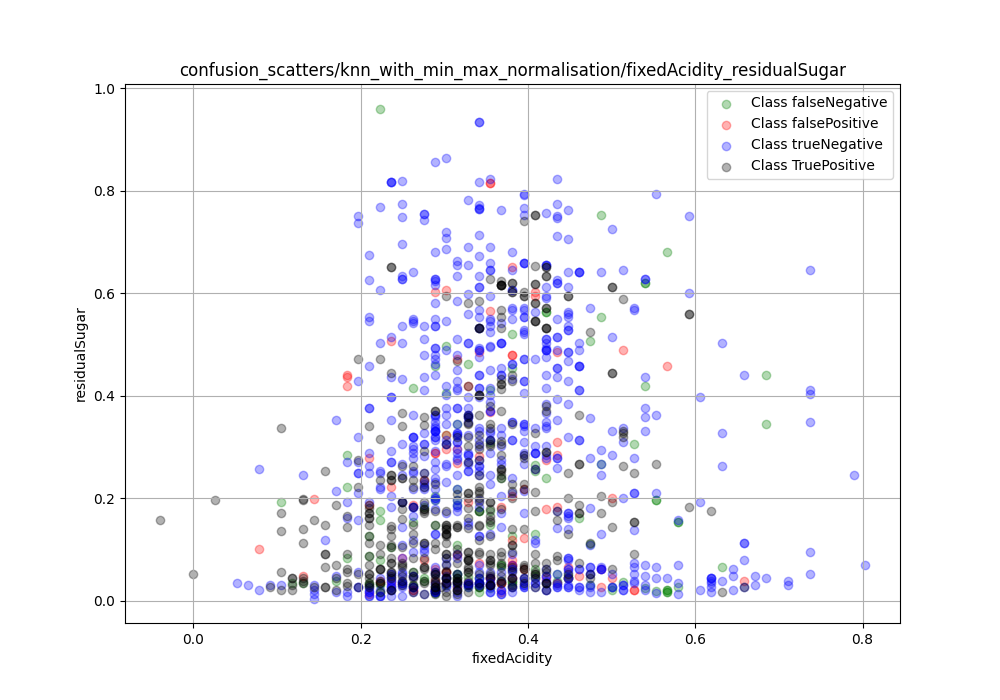 confusion_scatters/knn_with_min_max_normalisation/fixedAcidity_residualSugar
Class falseNegative
Class falsePositive
Class trueNegative
Class TruePositive
residualSugar
1.0
0.8
0.6
0.4
0.2
0.0
0.0 0.2 0.4 0.6 0.8
fixedAcidity